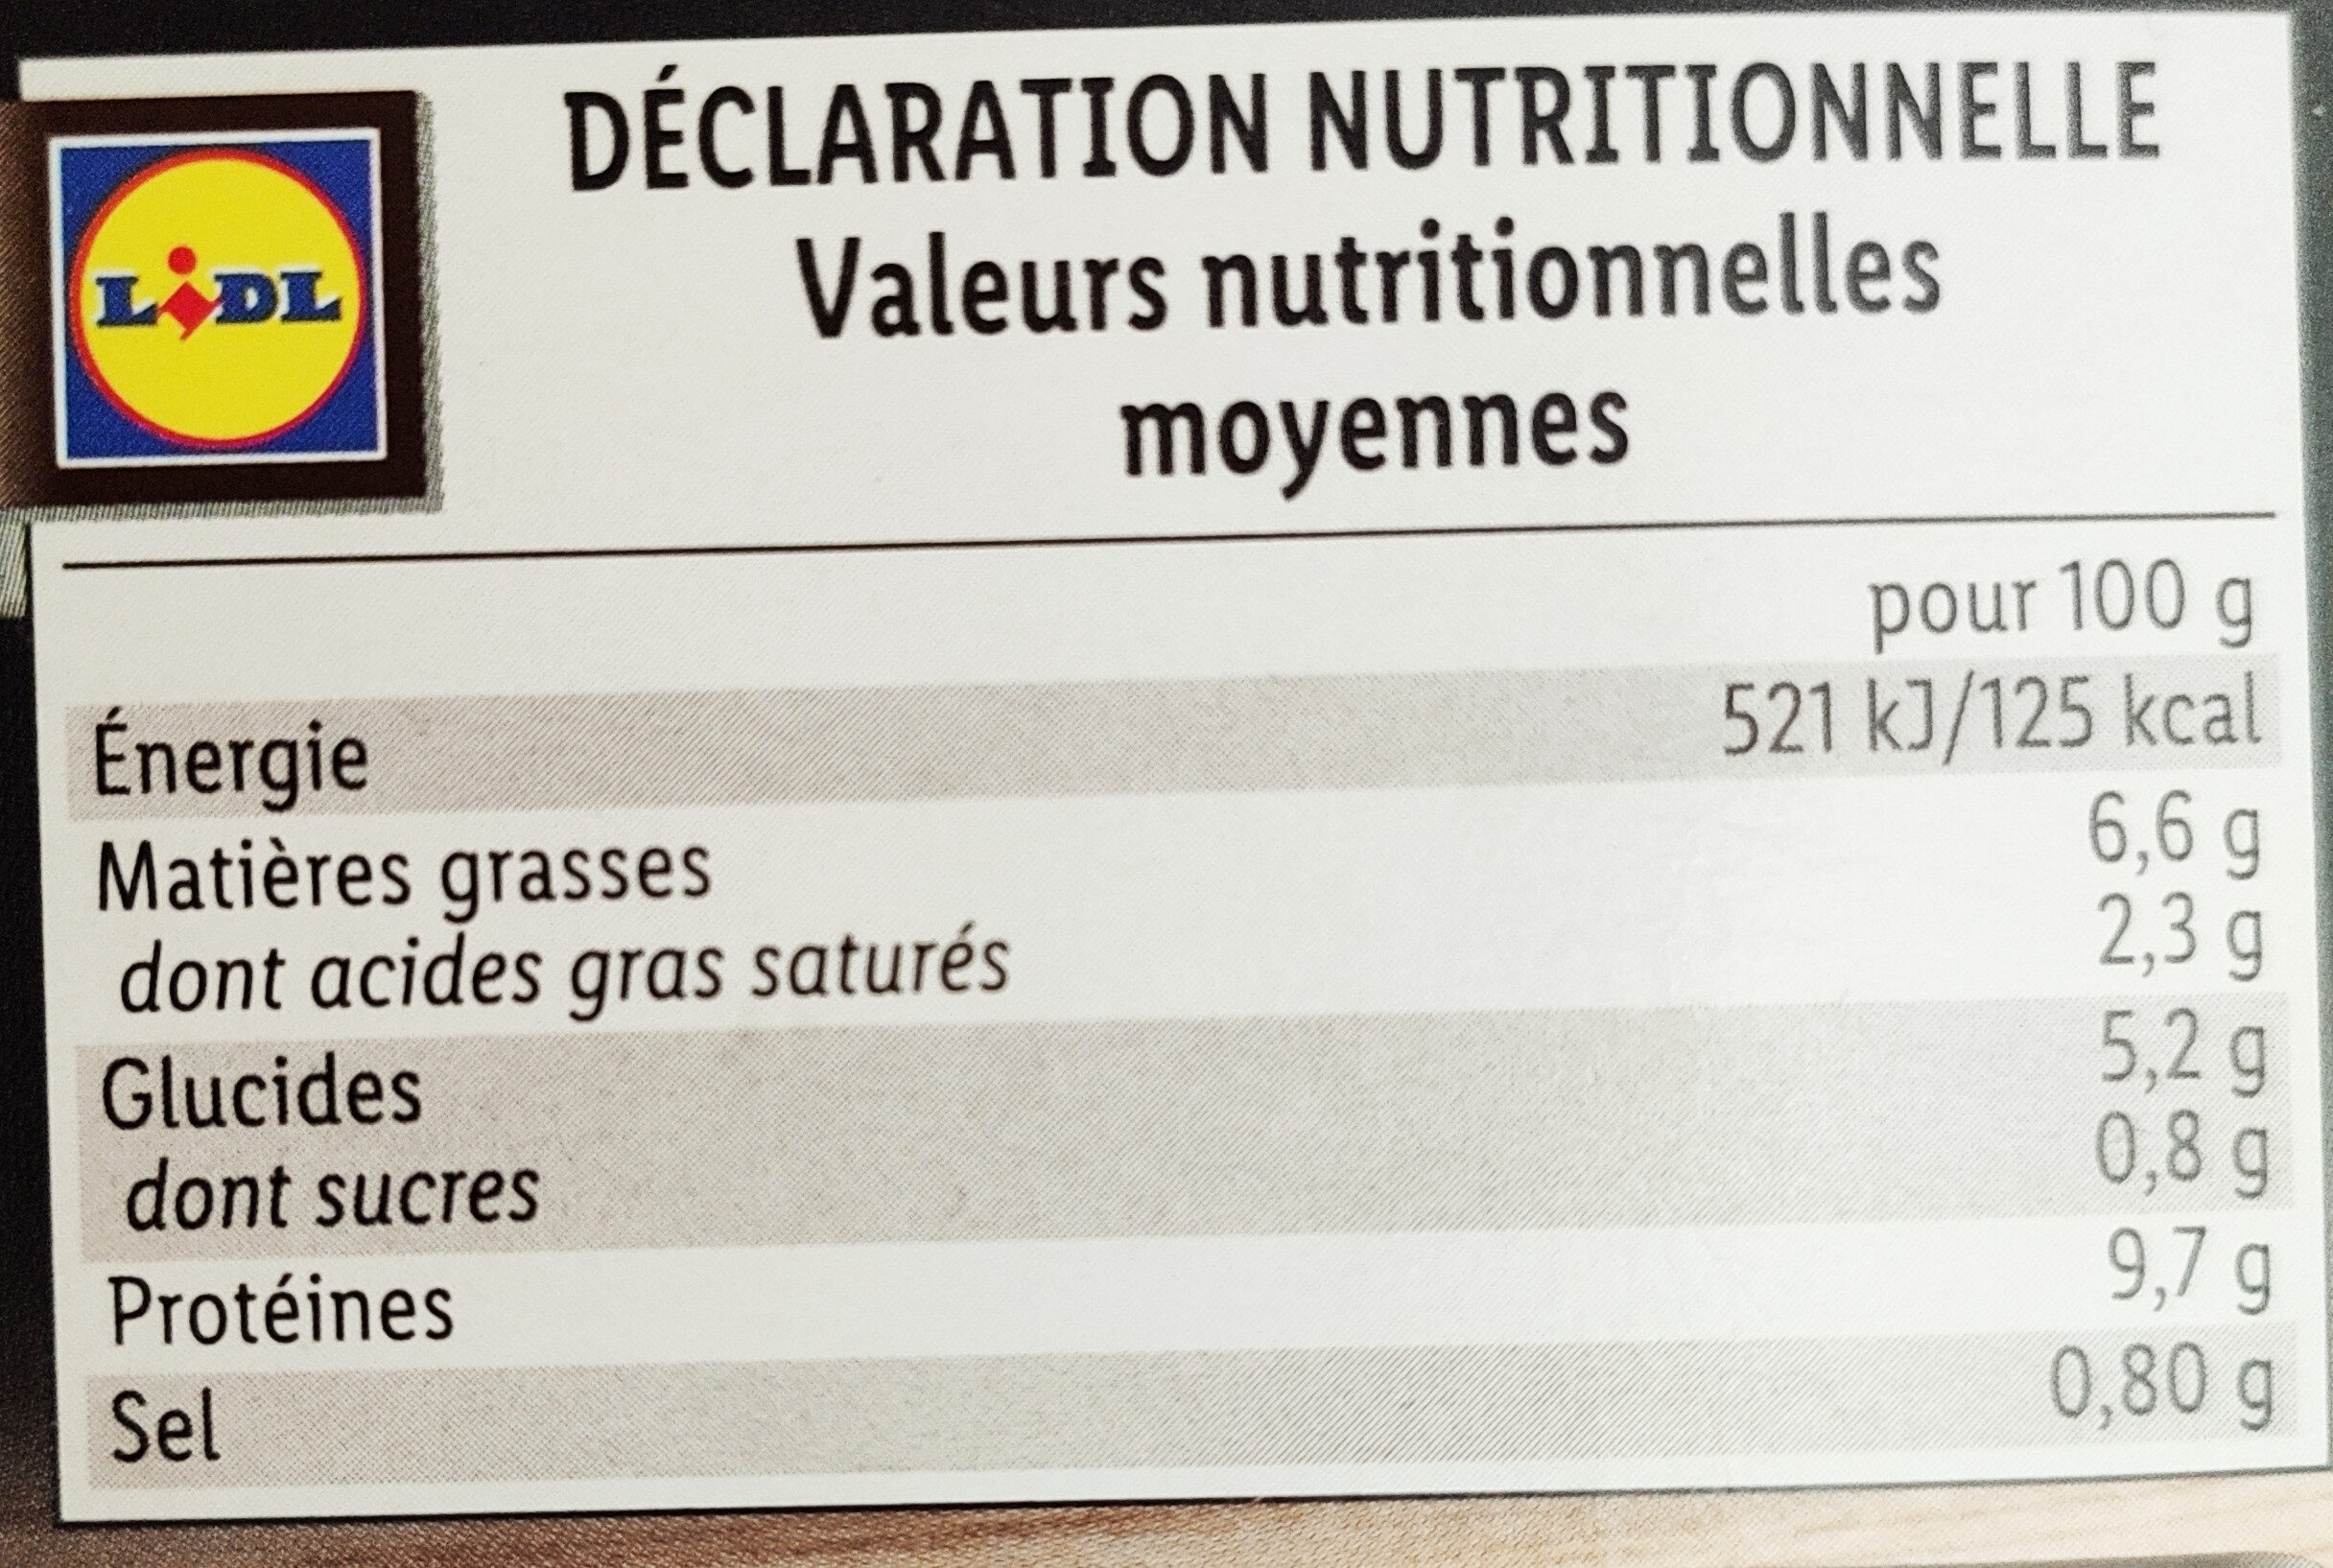 LIDL
DÉCLARATION NUTRITIONNELLE
Valeurs nutritionnelles
moyennes
pour 100 g
Énergie 521 kJ/125 kcal
Matières grasses 6,6 g
dont acides gras saturés 2,3 g
Glucides 5,2 g
dont sucres 0,8 g
Protéines 9,7 g
Sel 0,80 g